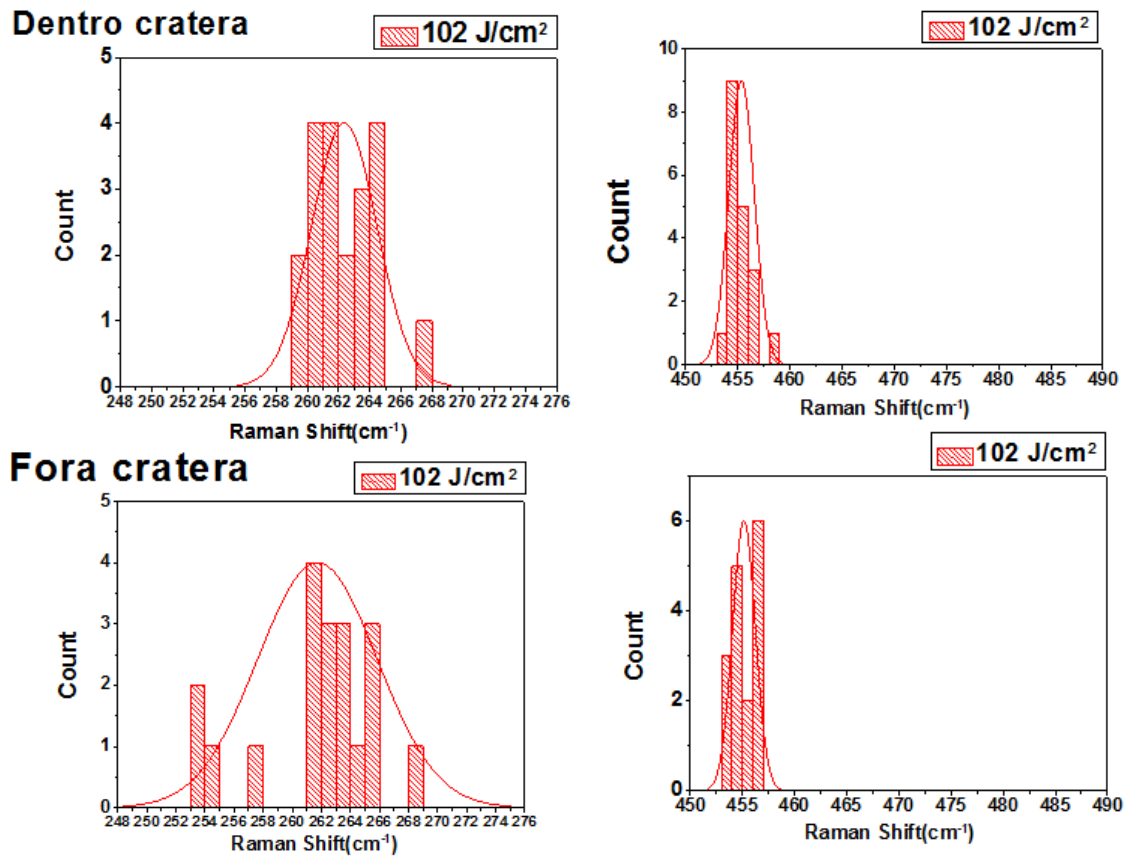 Dentro cratera
102 J/cm²
5
4
3
2
1
0
Count
248 250 252 254 256 258 260 262 264 266 268 270 272 274 276
Raman Shift(cm⁻¹)
102 J/cm²
10
8
6
4
2
0
Count
450 455 460 465 470 475 480 485 490
Raman Shift(cm⁻¹)
Fora cratera
102 J/cm²
5
4
3
2
1
0
Count
248 250 252 254 256 258 260 262 264 266 268 270 272 274 276
Raman Shift(cm⁻¹)
102 J/cm²
6
4
2
0
Count
450 455 460 465 470 475 480 485 490
Raman Shift(cm⁻¹)